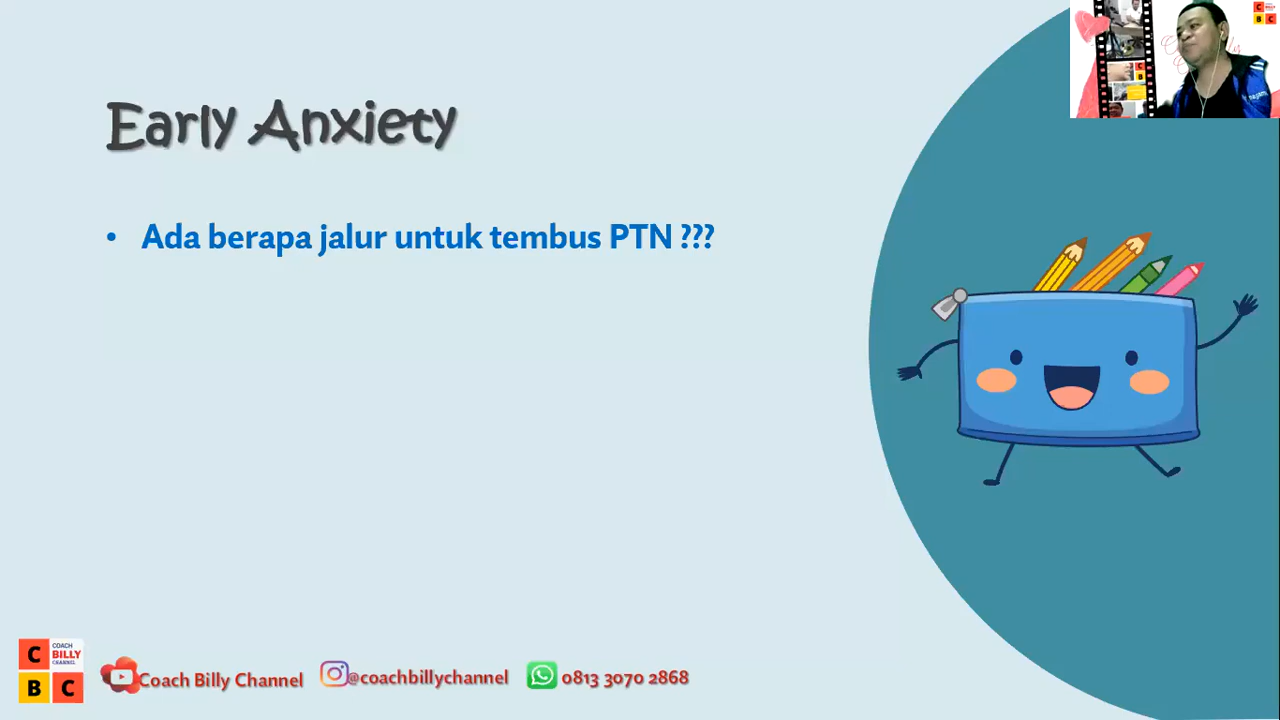 Early Anxiety
• Ada berapa jalur untuk tembus PTN ???
C COACH BILLY CHANNEL
B C
Coach Billy Channel
@coachbillychannel
0813 3070 2868
C
B C